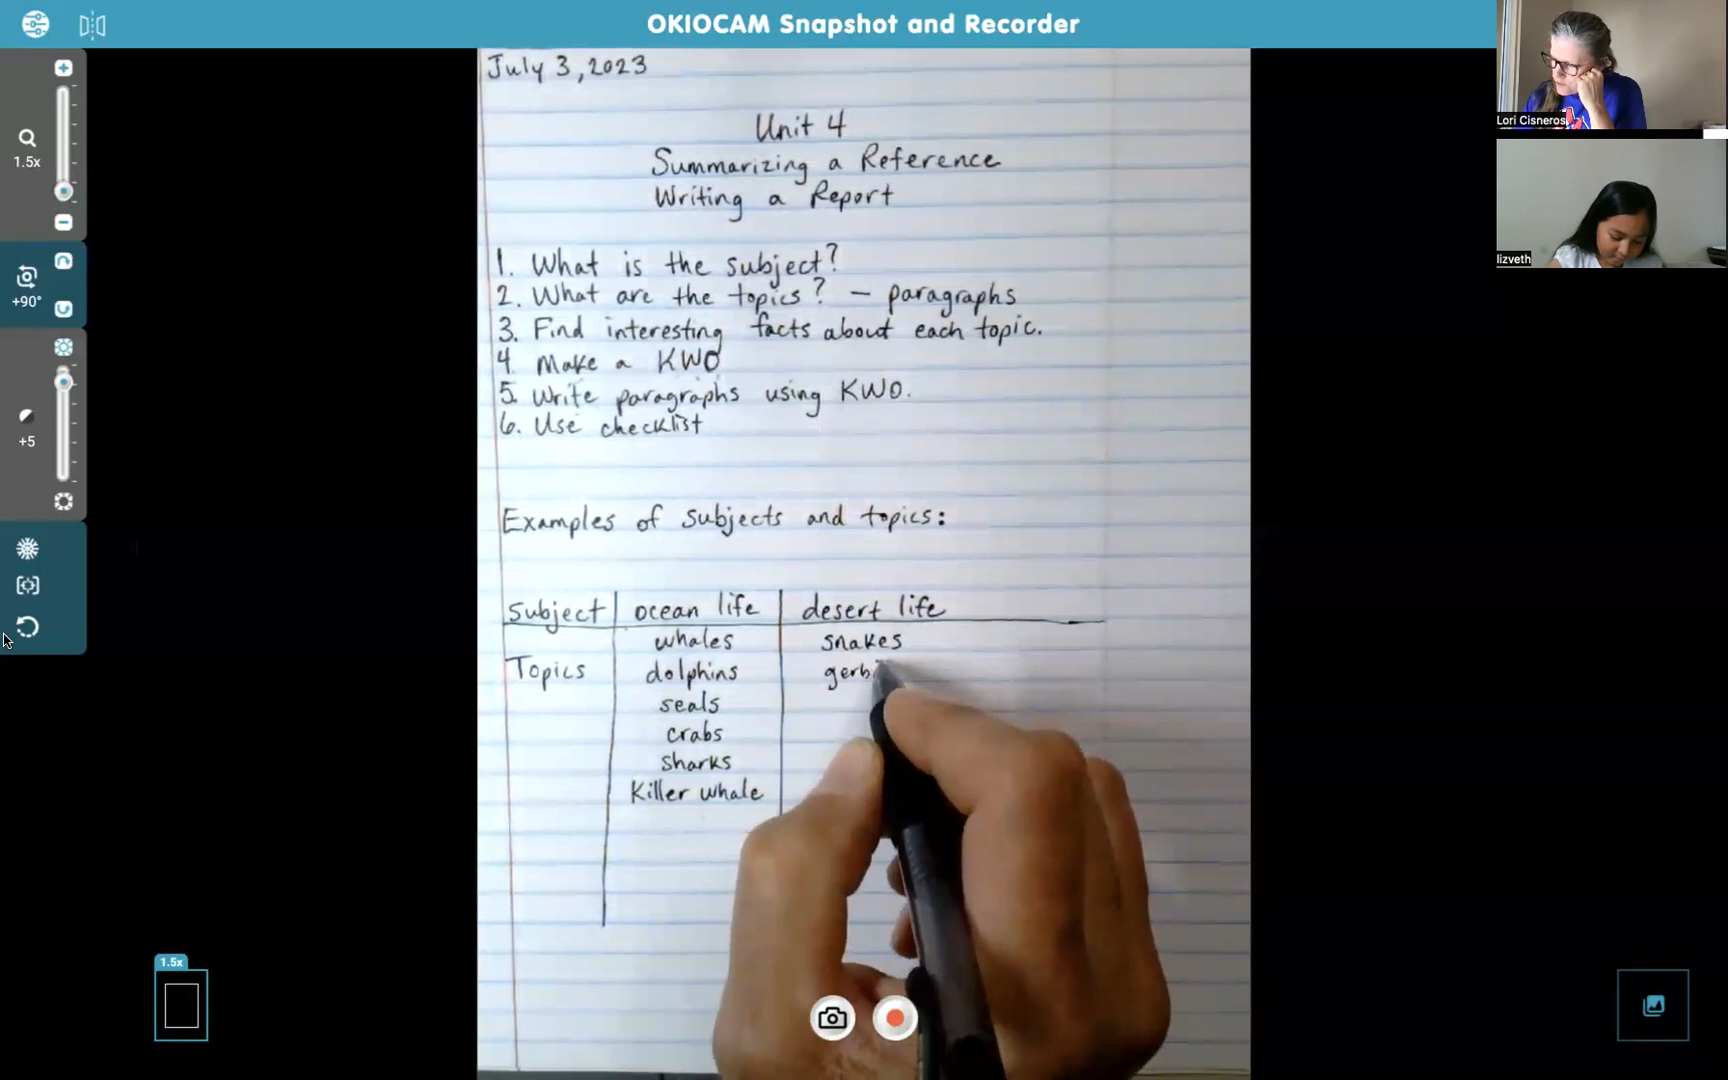 OKIOCAM Snapshot and Recorder
1.5x
+90°
+5
1.5x
July 3, 2023
Unit 4
Summarizing a Reference
Writing a Report
1. What is the subject?
2. What are the topics? - paragraphs
3. Find interesting facts about each topic.
4. Make a KWO
5. Write paragraphs using KWO.
6. Use checklist
Examples of subjects and topics:
Subject ocean life desert life
whales snakes
Topics dolphins gerbi
seals
crabs
sharks
Killer whale
Lori Cisneros
lizveth